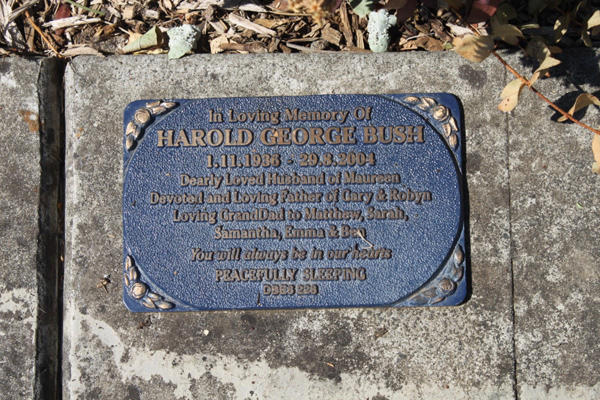 In Loving Memory Of
HAROLD GEORGE BUSH
1.11.1936 - 29.8.2004
Dearly Loved Husband of Maureen
Devoted and Loving Father of Gary & Robyn
Loving GrandDad to Matthew, Sarah,
Samantha, Emma & Ben
You will always be in our hearts
PEACEFULLY SLEEPING